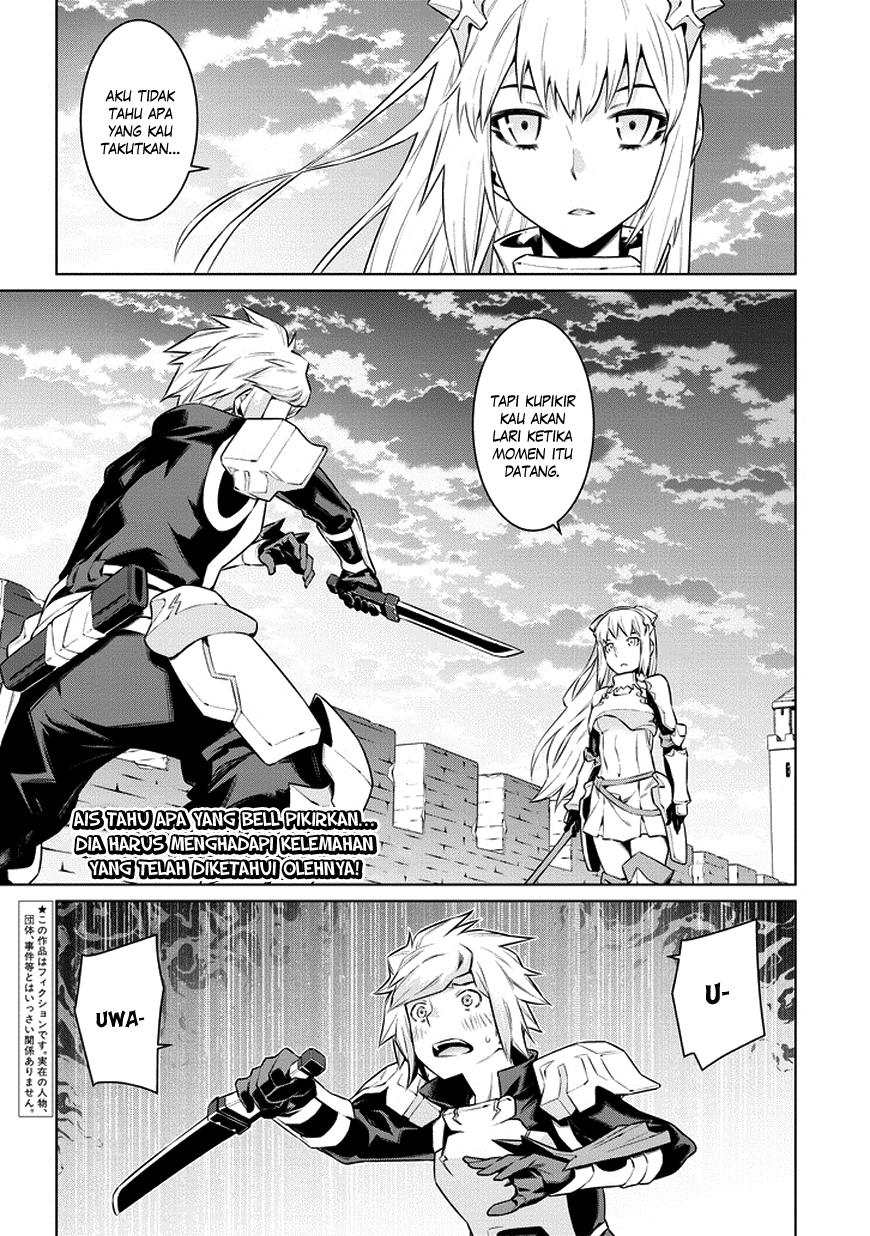 AKU TIDAK
TAHU APA
YANG KAU
TAKUTKAN...
TAPI KUPIKIR
KAU AKAN
LARI KETIKA
MOMEN ITU
DATANG.
AIS TAHU APA YANG BELL PIKIRKAN...
DIA HARUS MENGHADAPI KELEMAHAN
YANG TELAH DIKETAHUI OLEHNYA!
U-
UWA-
★この作品はフィクションです。実在の人物、
団体、事件等とはいっさい関係ありません。